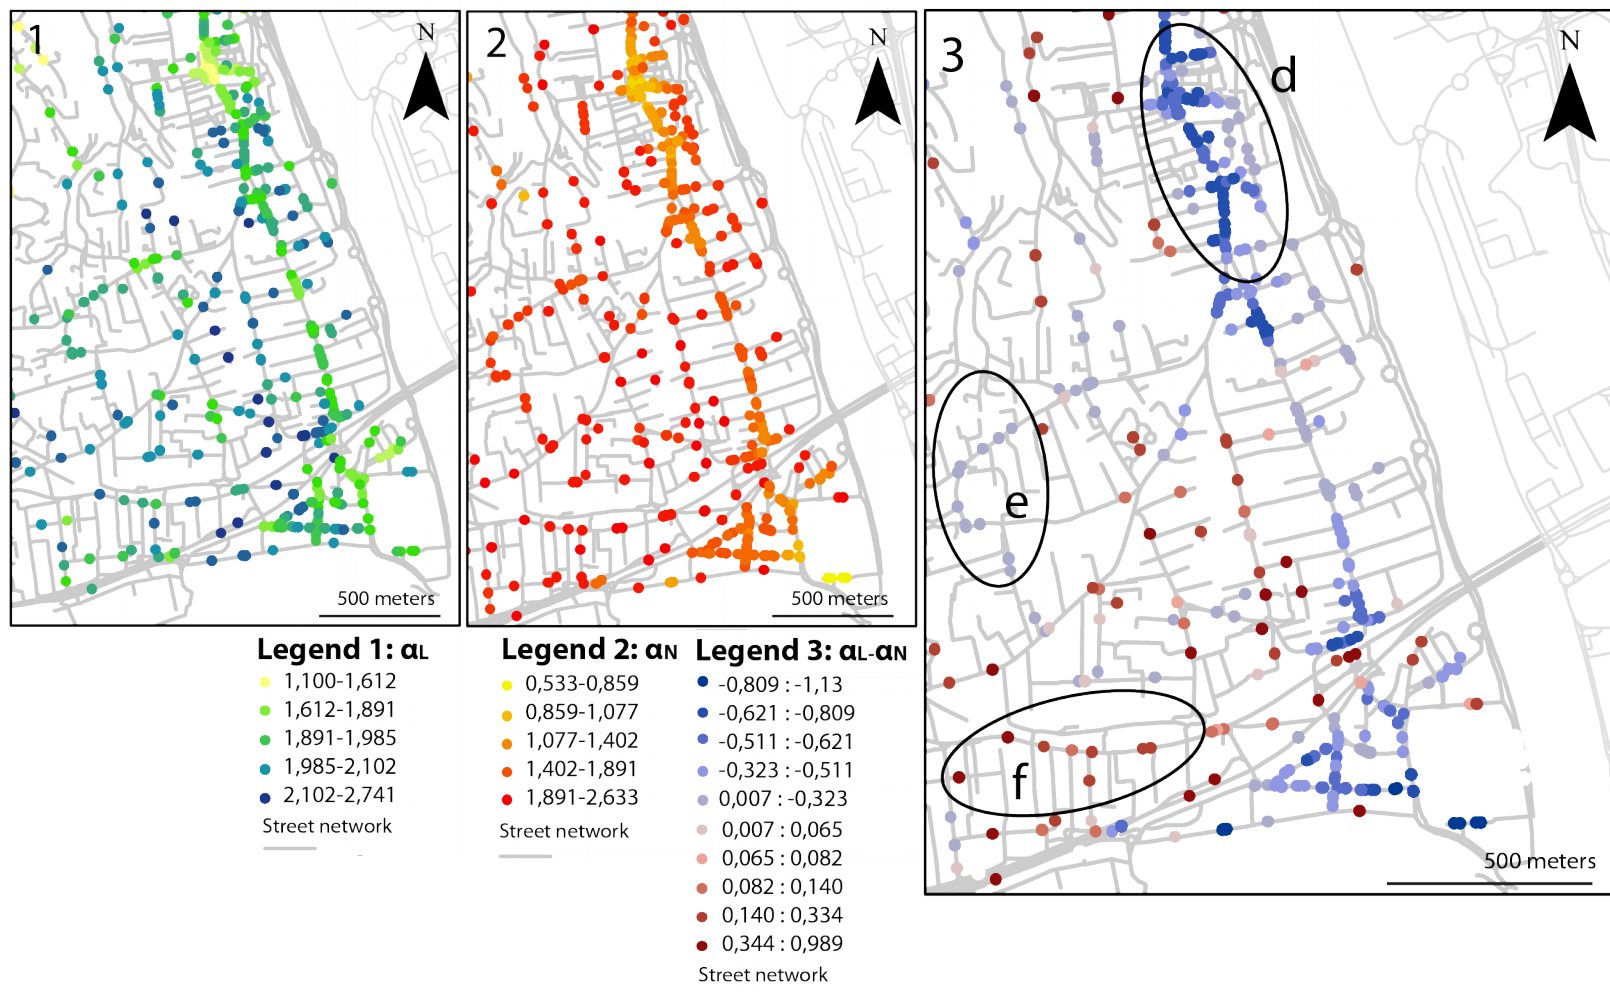 1
N
500 meters
2
N
500 meters
3
N
d
e
f
500 meters
Legend 1: αL
1,100-1,612
1,612-1,891
1,891-1,985
1,985-2,102
2,102-2,741
Street network
Legend 2: αN
0,533-0,859
0,859-1,077
1,077-1,402
1,402-1,891
1,891-2,633
Street network
Legend 3: αL-αN
-0,809 : -1,13
-0,621 : -0,809
-0,511 : -0,621
-0,323 : -0,511
0,007 : -0,323
0,007 : 0,065
0,065 : 0,082
0,082 : 0,140
0,140 : 0,334
0,344 : 0,989
Street network